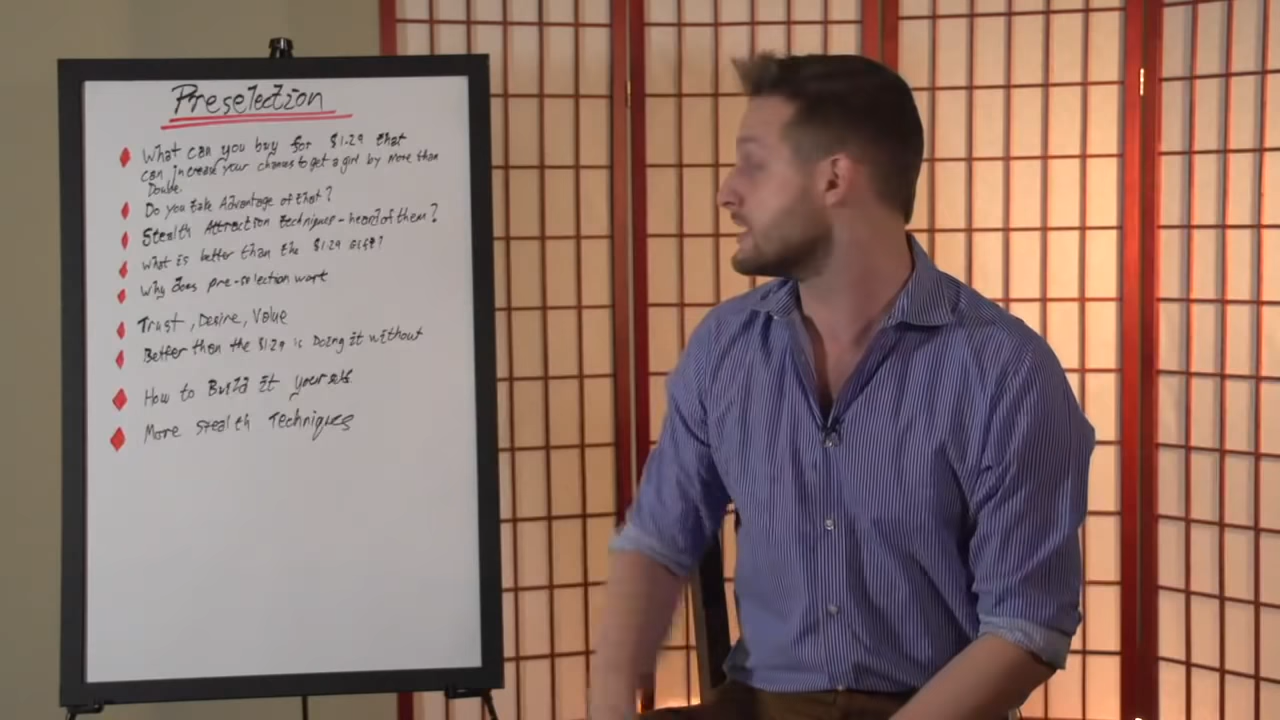 Preselection
What can you buy for $1.29 that
can increase your chances to get a girl by more than
Double.
Do you take Advantage of that?
Stealth Attraction techniques - heard of them?
What is better than the $1.29 Gift?
Why does pre-selection work
Trust, Desire, Value
Better then the $1.29 is Doing it without
How to Build it yourself.
More Stealth Techniques